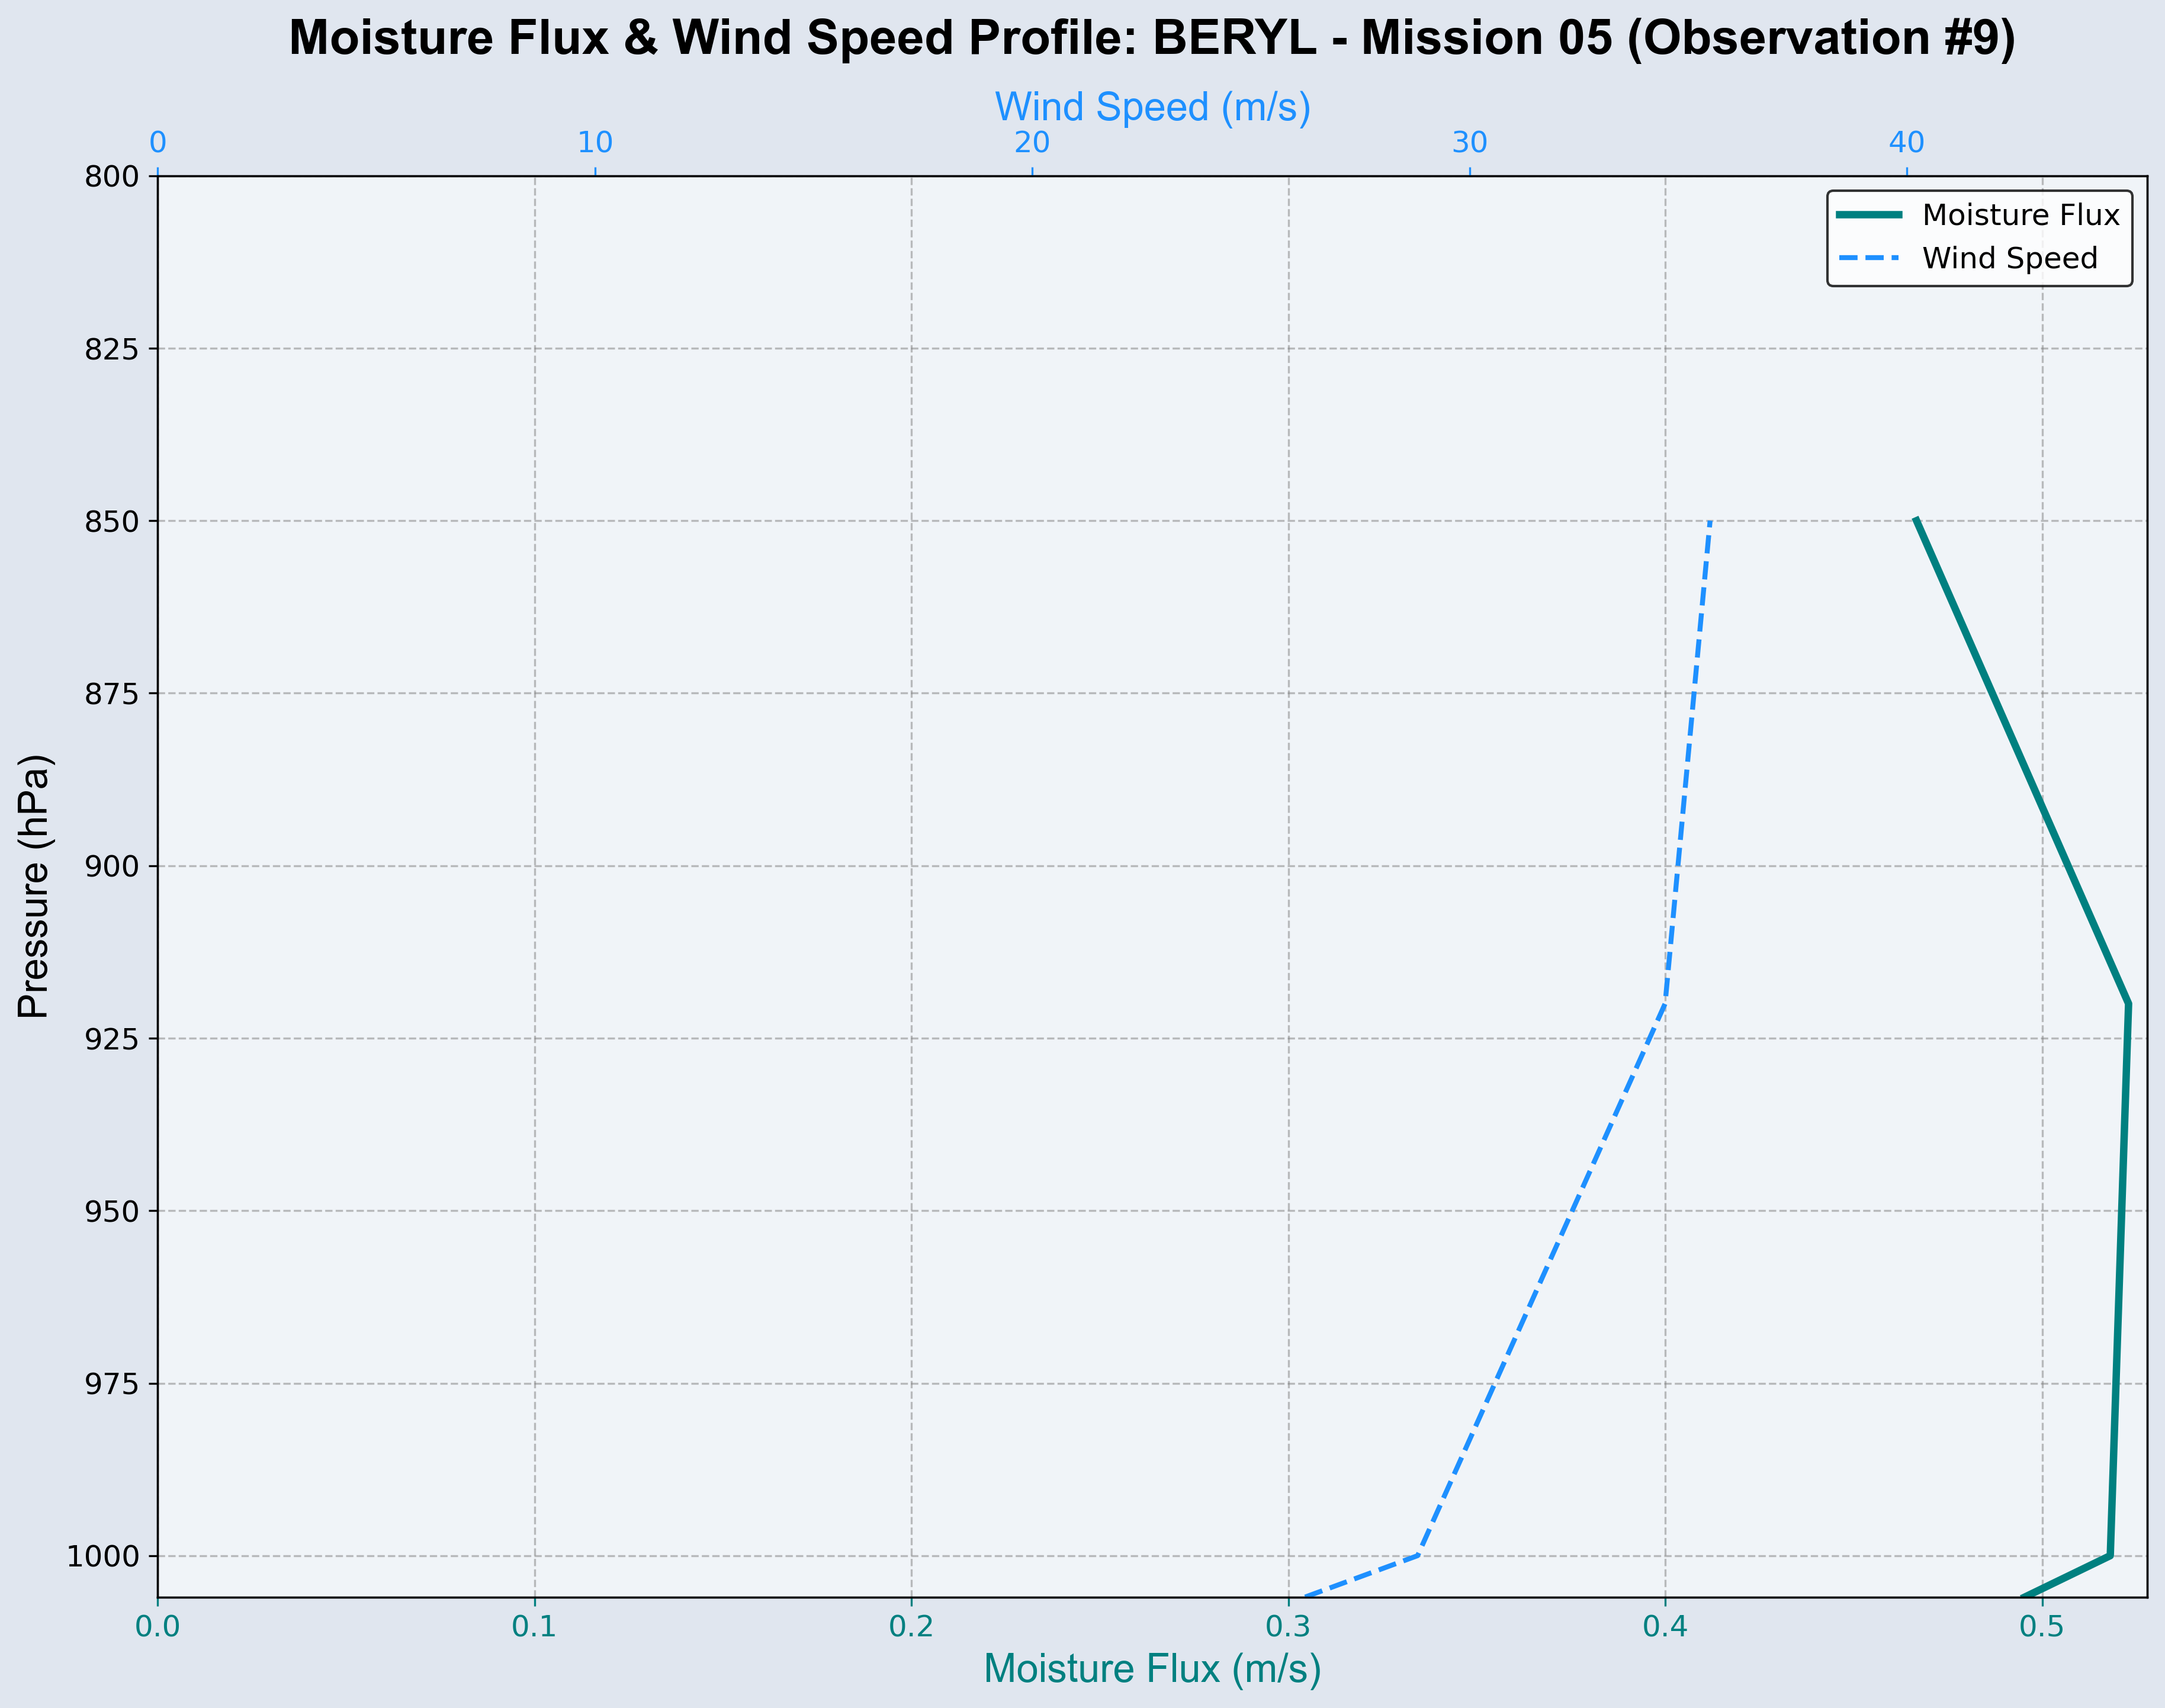 Moisture Flux & Wind Speed Profile: BERYL - Mission 05 (Observation #9)
Wind Speed (m/s)
0 10 20 30 40
Moisture Flux
Wind Speed
800
825
850
875
900
925
950
975
1000
Pressure (hPa)
0.0 0.1 0.2 0.3 0.4 0.5
Moisture Flux (m/s)